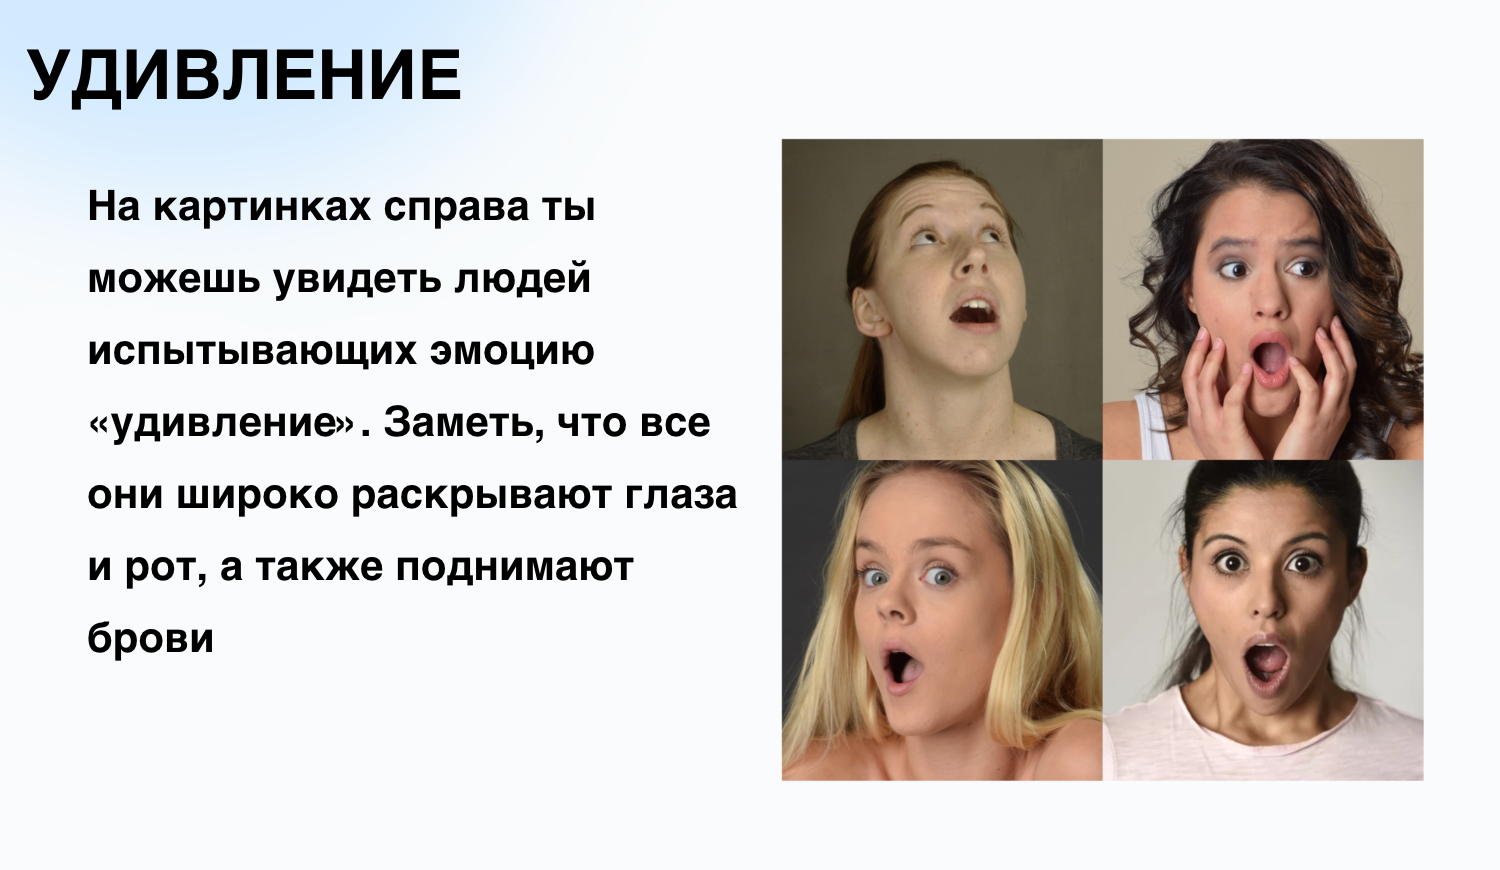 УДИВЛЕНИЕ
На картинках справа ты
можешь увидеть людей
испытывающих эмоцию
«удивление». Заметь, что все
они широко раскрывают глаза
и рот, а также поднимают
брови